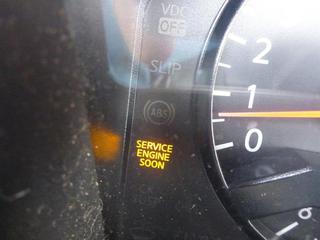 VDC
OFF
2
SLIP
1
ABS
0
SERVICE
ENGINE
SOON